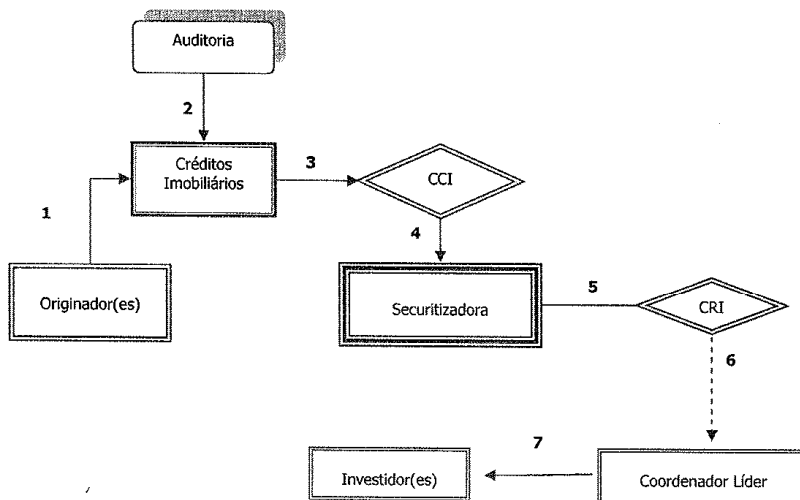 Auditoria
2
Créditos
Imobiliários
3
CCI
1
4
Originador(es)
Securitizadora
5
CRI
6
7
Investidor(es)
Coordenador Líder